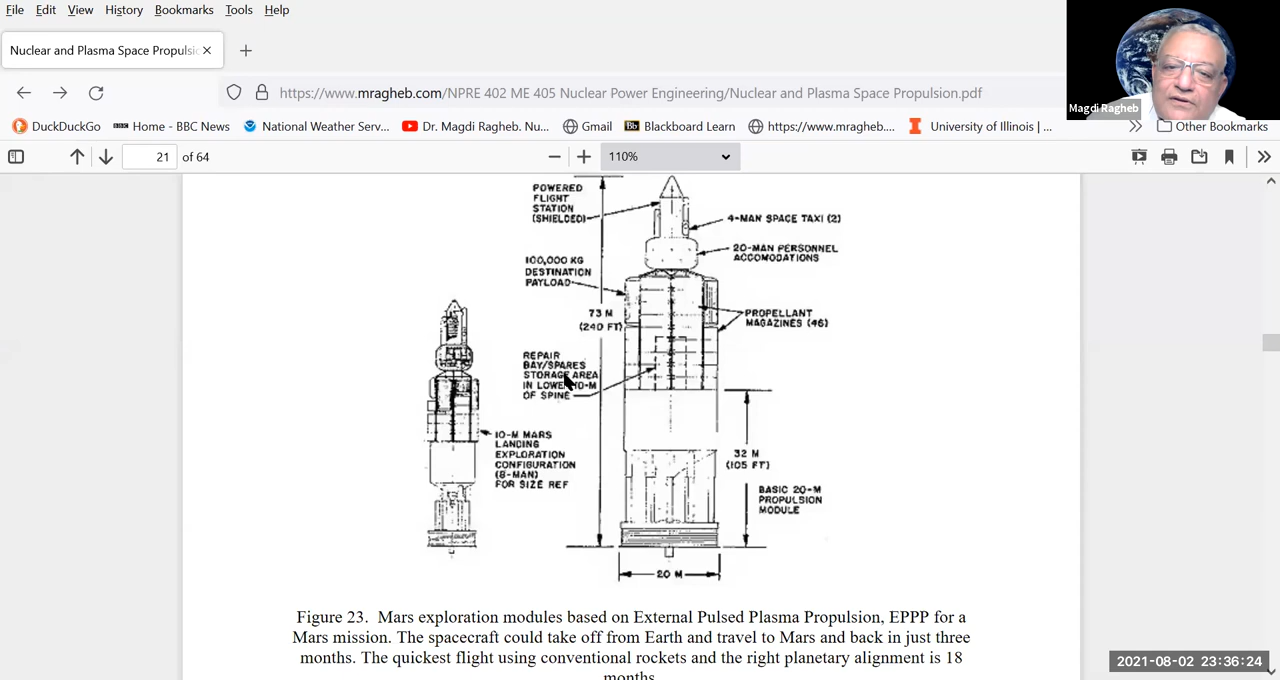 File Edit View History Bookmarks Tools Help
Nuclear and Plasma Space Propulsi
https://www.mragheb.com/NPRE 402 ME 405 Nuclear Power Engineering/Nuclear and Plasma Space Propulsion.pdf
Magdi Ragheb
DuckDuckGo Home - BBC News National Weather Serv... Dr. Magdi Ragheb. Nu... Gmail Blackboard Learn https://www.mragheb.... University of Illinois | ... Other Bookmarks
21 of 64 110%
POWERED
FLIGHT
STATION
(SHIELDED)
4-MAN SPACE TAXI (2)
20-MAN PERSONNEL
ACCOMODATIONS
100,000 KG
DESTINATION
PAYLOAD
73 M
(240 FT)
PROPELLANT
MAGAZINES (46)
REPAIR
BAY/SPARES
STORAGE AREA
IN LOWER 10-M
OF SPINE
10-M MARS
LANDING
EXPLORATION
CONFIGURATION
(8-MAN)
FOR SIZE REF
32 M
(105 FT)
BASIC 20-M
PROPULSION
MODULE
20 M
Figure 23. Mars exploration modules based on External Pulsed Plasma Propulsion, EPPP for a
Mars mission. The spacecraft could take off from Earth and travel to Mars and back in just three
months. The quickest flight using conventional rockets and the right planetary alignment is 18
months.
2021-08-02 23:36:24